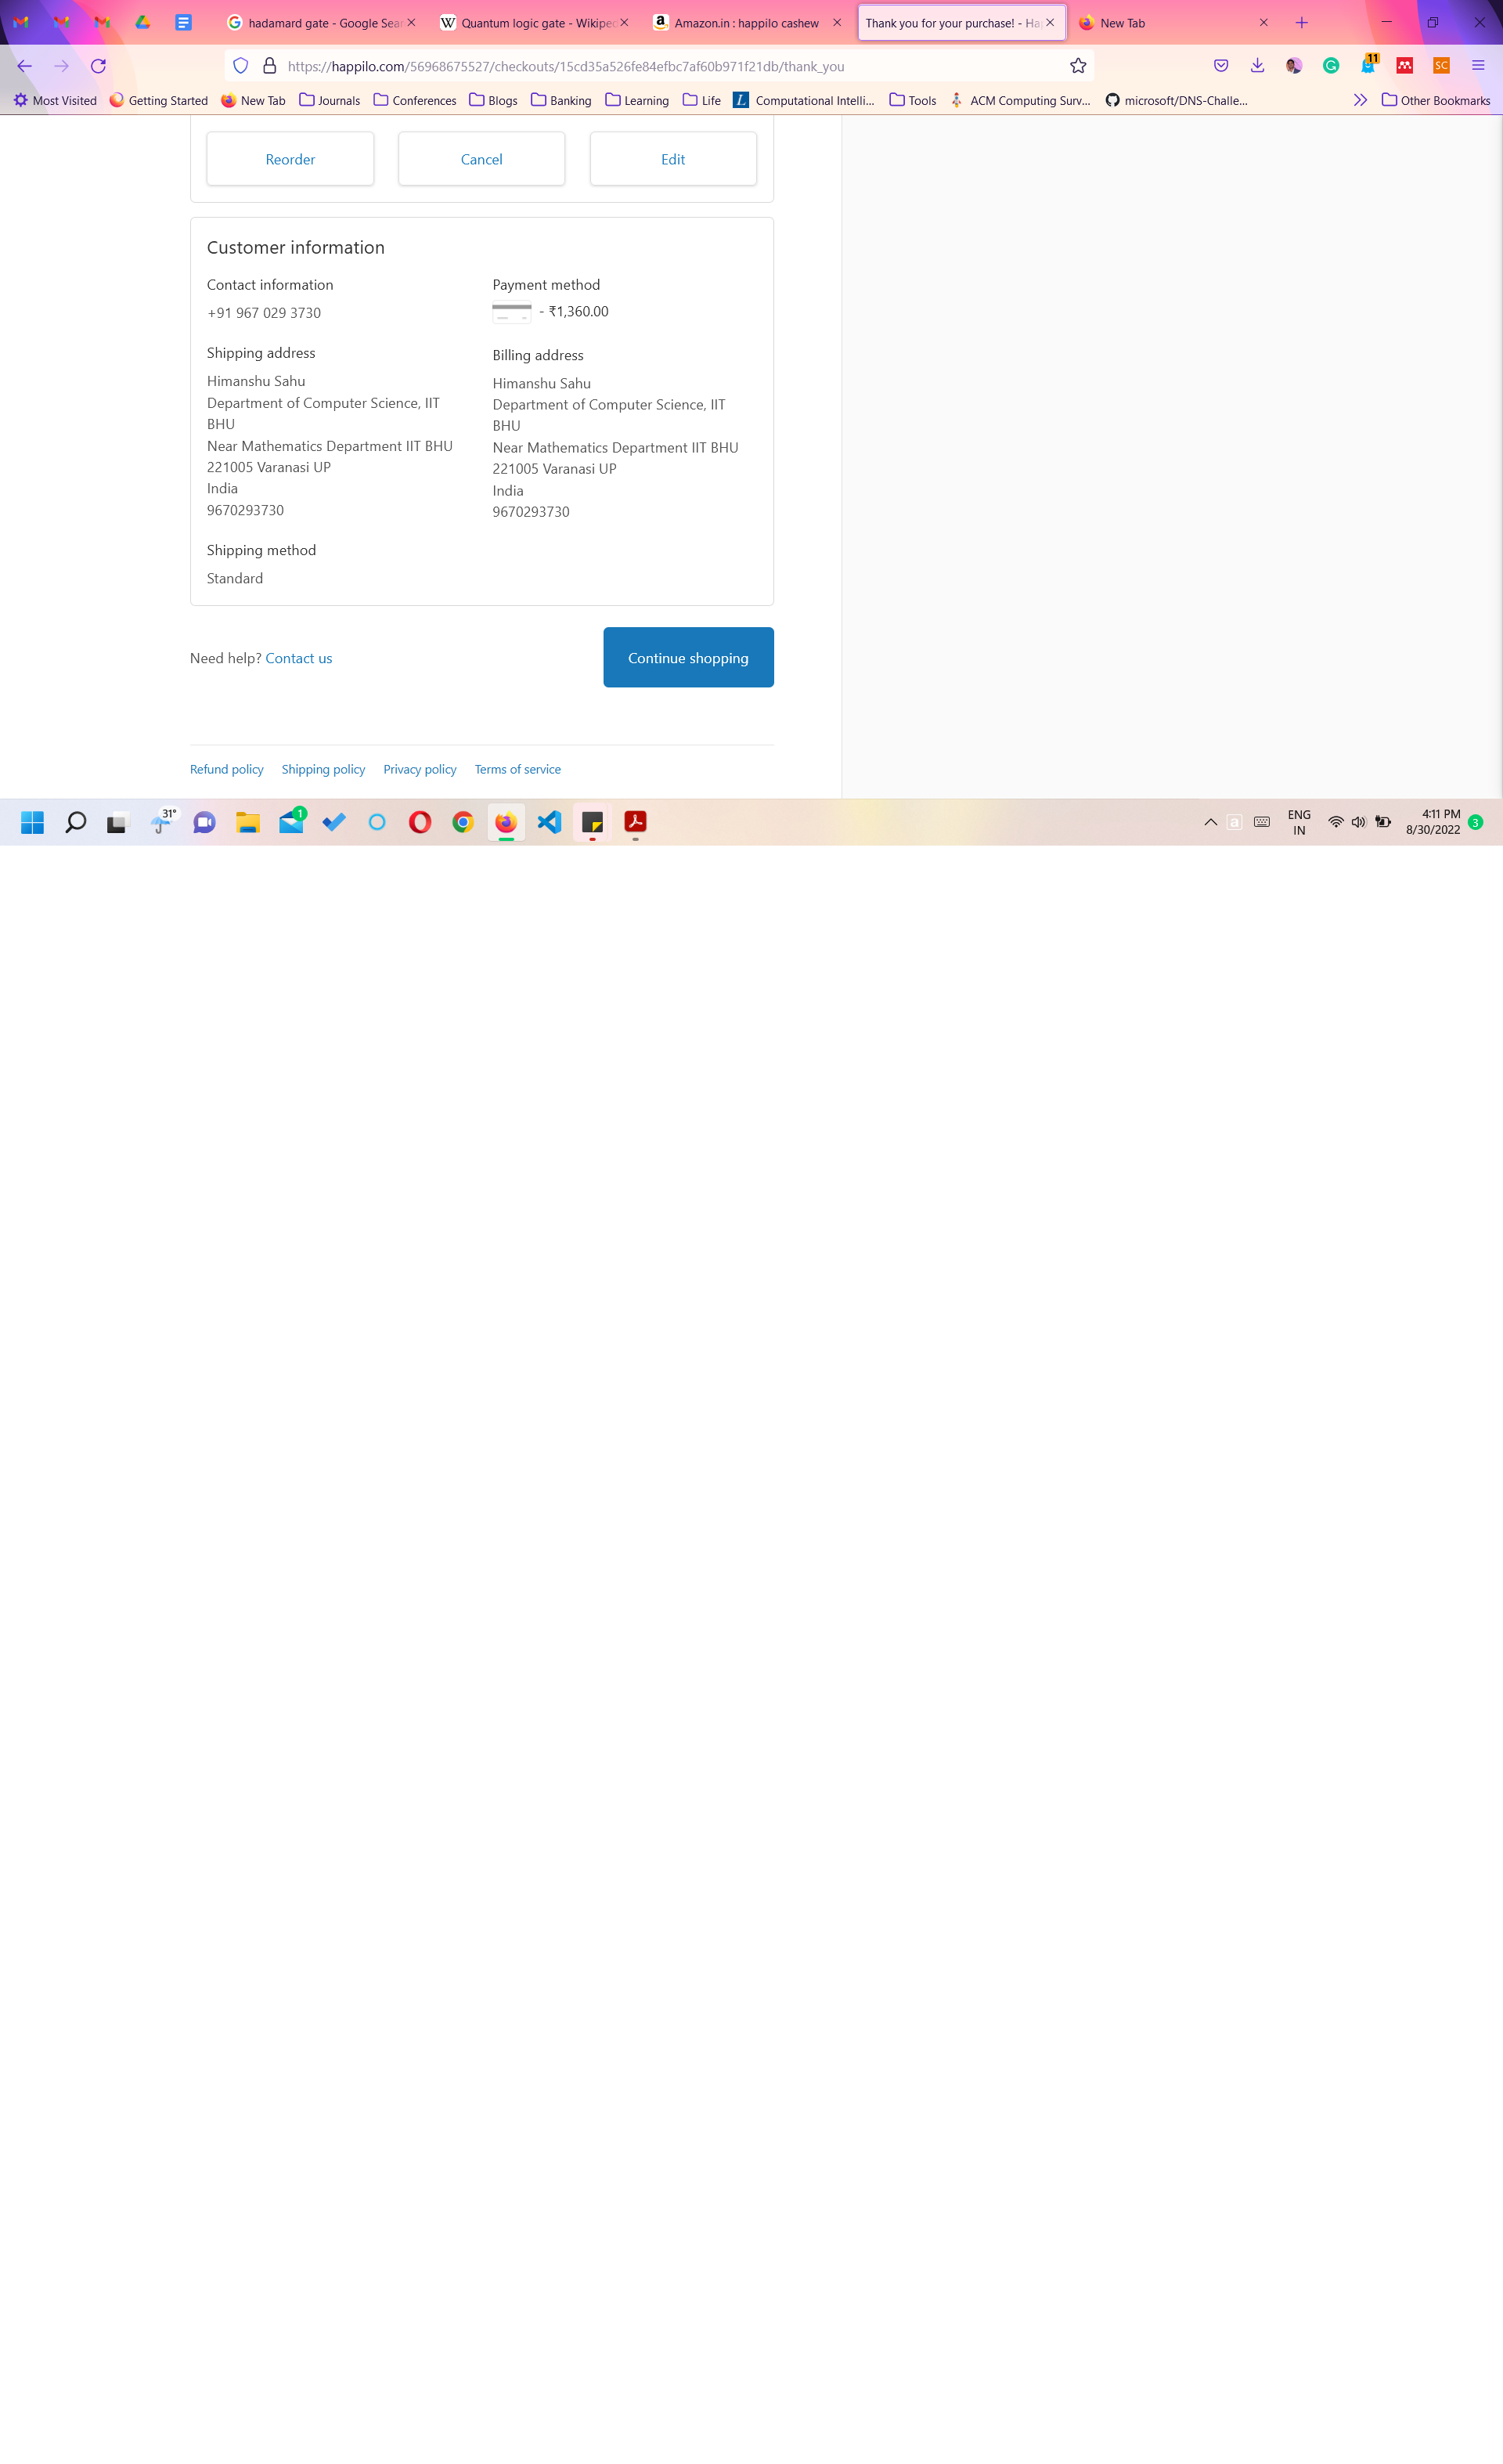 hadamard gate - Google Sear
Quantum logic gate - Wikiped
Amazon.in : happilo cashew
Thank you for your purchase! - Hap
New Tab
https://happilo.com/56968675527/checkouts/15cd35a526fe84efbc7af60b971f21db/thank_you
11
SC
Most Visited
Getting Started
New Tab
Journals
Conferences
Blogs
Banking
Learning
Life
L
Computational Intelli...
Tools
ACM Computing Surv...
microsoft/DNS-Challe...
Other Bookmarks
Reorder
Cancel
Edit
Customer information
Contact information
+91 967 029 3730
Shipping address
Himanshu Sahu
Department of Computer Science, IIT
BHU
Near Mathematics Department IIT BHU
221005 Varanasi UP
India
9670293730
Shipping method
Standard
Payment method
- ₹1,360.00
Billing address
Himanshu Sahu
Department of Computer Science, IIT
BHU
Near Mathematics Department IIT BHU
221005 Varanasi UP
India
9670293730
Need help? Contact us
Continue shopping
Refund policy
Shipping policy
Privacy policy
Terms of service
31°
1
a
ENG
IN
4:11 PM
8/30/2022
3